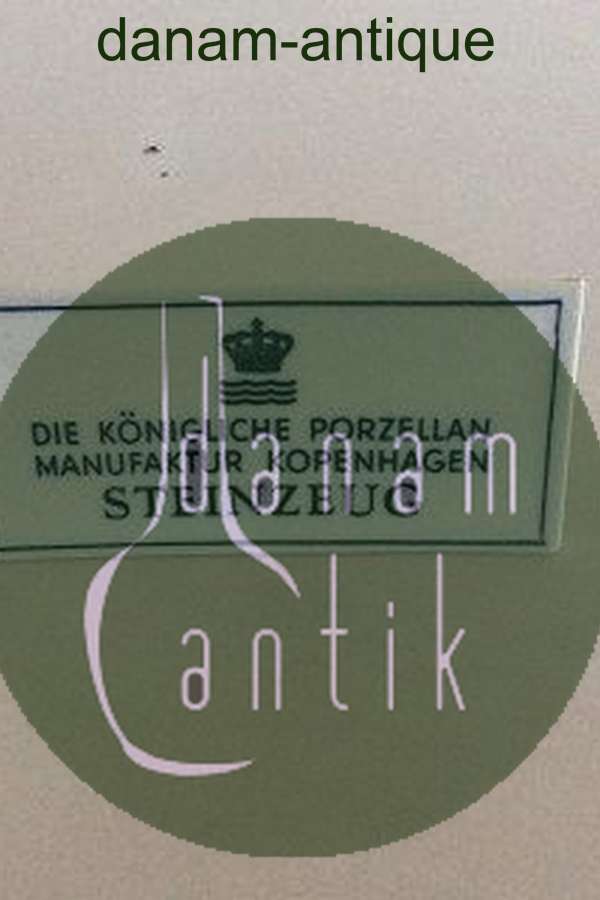 danam-antique
DIE KÖNIGLICHE PORZELLAN
MANUFAKTUR KOPENHAGEN
STEINZEUG
danam
antik